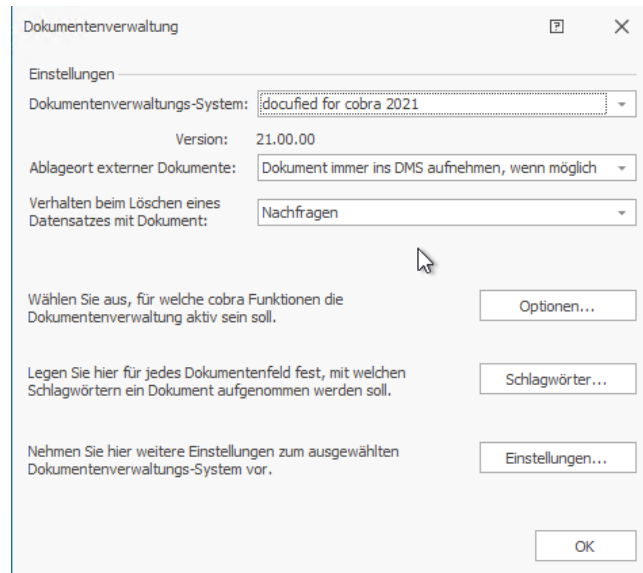 Dokumentenverwaltung
?
Einstellungen
Dokumentenverwaltungs-System: docufied for cobra 2021
Version: 21.00.00
Ablageort externer Dokumente: Dokument immer ins DMS aufnehmen, wenn möglich
Verhalten beim Löschen eines
Datensatzes mit Dokument:
Nachfragen
Wählen Sie aus, für welche cobra Funktionen die
Dokumentenverwaltung aktiv sein soll.
Optionen...
Legen Sie hier für jedes Dokumentenfeld fest, mit welchen
Schlagwörtern ein Dokument aufgenommen werden soll.
Schlagwörter...
Nehmen Sie hier weitere Einstellungen zum ausgewählten
Dokumentenverwaltungs-System vor.
Einstellungen...
OK